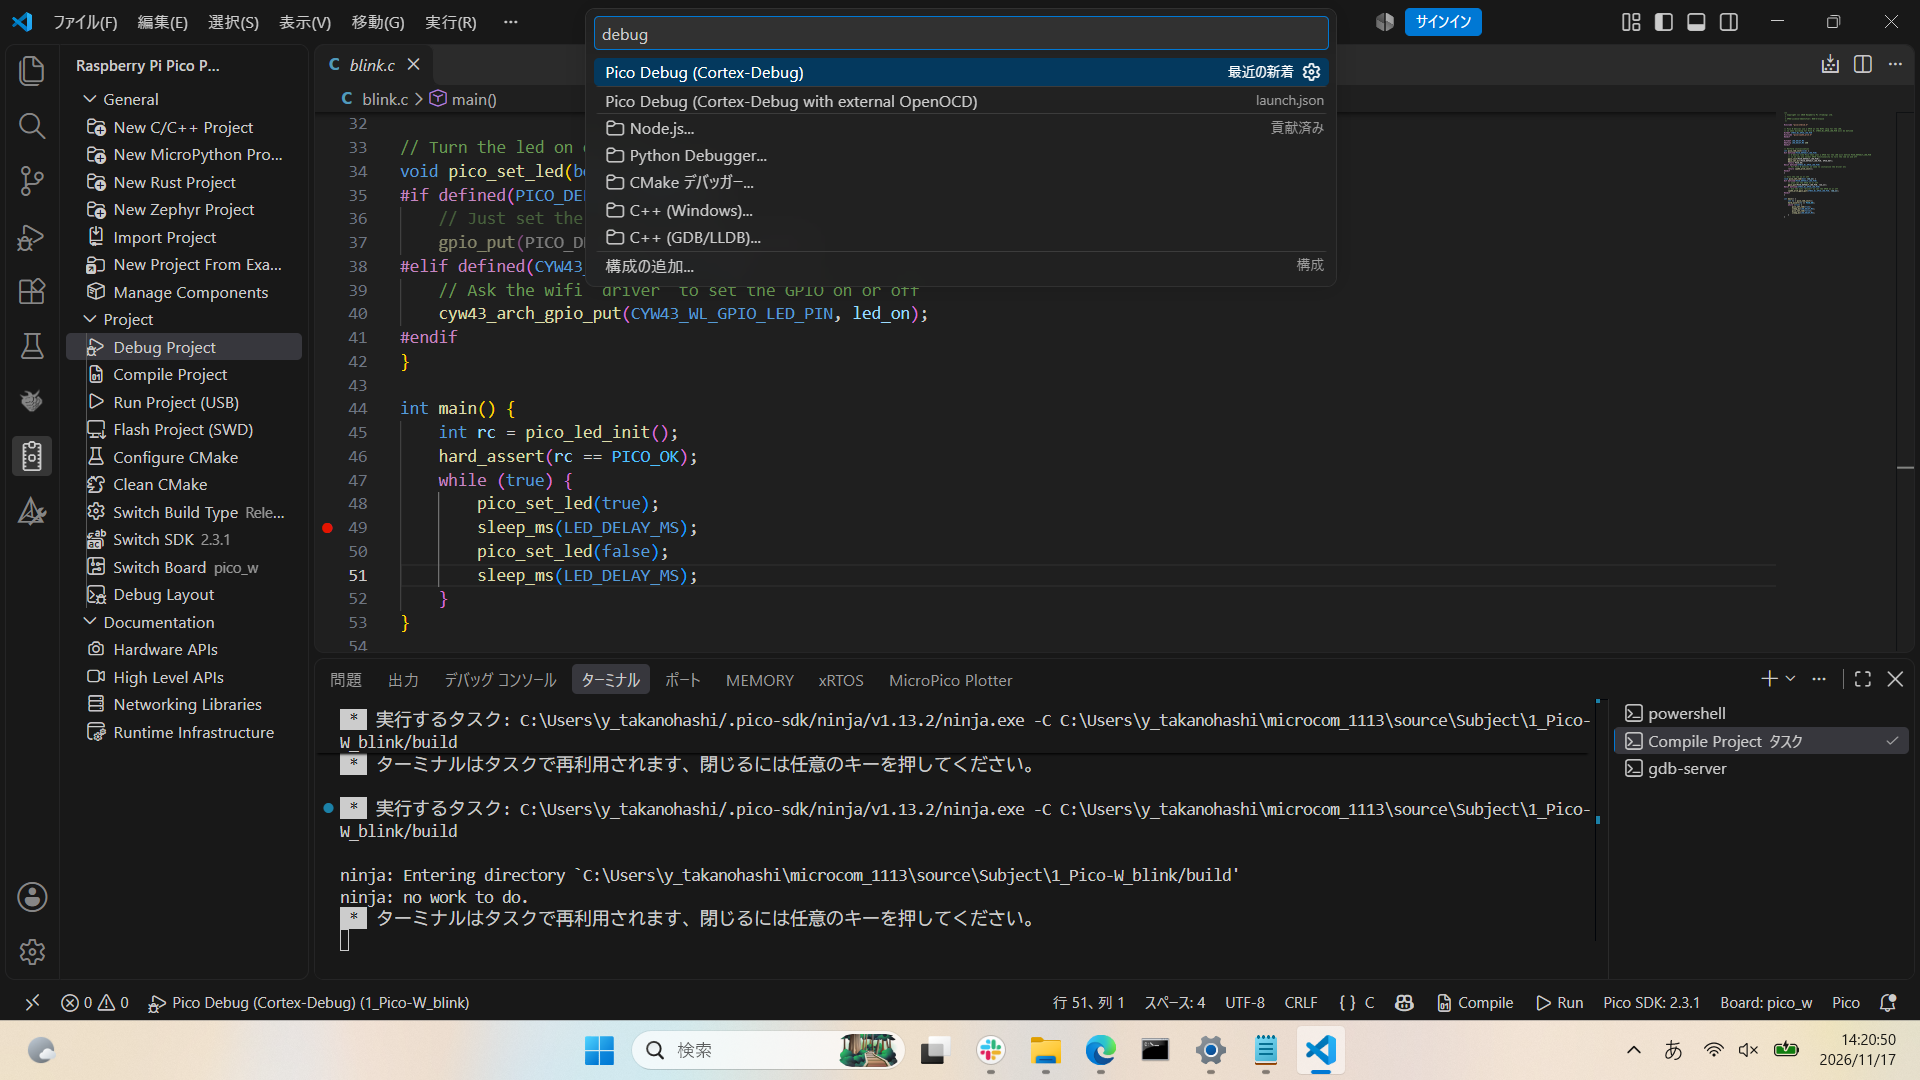 ファイル(F) 編集(E) 選択(S) 表示(V) 移動(G) 実行(R) ···
debug
サインイン
Pico Debug (Cortex-Debug) 最近の新着
Pico Debug (Cortex-Debug with external OpenOCD) launch.json
Node.js... 貢献済み
Python Debugger...
CMake デバッガー...
C++ (Windows)...
C++ (GDB/LLDB)...
構成の追加... 構成
Raspberry Pi Pico P...
General
New C/C++ Project
New MicroPython Pro...
New Rust Project
New Zephyr Project
Import Project
New Project From Exa...
Manage Components
Project
Debug Project
Compile Project
Run Project (USB)
Flash Project (SWD)
Configure CMake
Clean CMake
Switch Build Type Rele...
Switch SDK 2.3.1
Switch Board pico_w
Debug Layout
Documentation
Hardware APIs
High Level APIs
Networking Libraries
Runtime Infrastructure
C blink.c
C blink.c > main()
32
33 // Turn the led on
34 void pico_set_led(
35 #if defined(
36 // Just set the
37 gpio_put(
38 #elif defined(CYW43_
39 // Ask the wifi "driver" to set the GPIO on or off
40 cyw43_arch_gpio_put(CYW43_WL_GPIO_LED_PIN, led_on);
41 #endif
42 }
43
44 int main() {
45 int rc = pico_led_init();
46 hard_assert(rc == PICO_OK);
47 while (true) {
48 pico_set_led(true);
49 sleep_ms(LED_DELAY_MS);
50 pico_set_led(false);
51 sleep_ms(LED_DELAY_MS);
52 }
53 }
54
問題 出力 デバッグ コンソール ターミナル ポート MEMORY xRTOS MicroPico Plotter
* 実行するタスク: C:\Users\y_takanohashi/.pico-sdk/ninja/v1.13.2/ninja.exe -C C:\Users\y_takanohashi\microcom_1113\source\Subject\1_Pico-
W_blink/build
* ターミナルはタスクで再利用されます、閉じるには任意のキーを押してください。
* 実行するタスク: C:\Users\y_takanohashi/.pico-sdk/ninja/v1.13.2/ninja.exe -C C:\Users\y_takanohashi\microcom_1113\source\Subject\1_Pico-
W_blink/build
ninja: Entering directory `C:\Users\y_takanohashi\microcom_1113\source\Subject\1_Pico-W_blink/build'
ninja: no work to do.
* ターミナルはタスクで再利用されます、閉じるには任意のキーを押してください。
powershell
Compile Project タスク
gdb-server
0 0 Pico Debug (Cortex-Debug) (1_Pico-W_blink) 行 51、列 1 スペース: 4 UTF-8 CRLF { } C Compile Run Pico SDK: 2.3.1 Board: pico_w Pico
検索
あ
14:20:50
2026/11/17